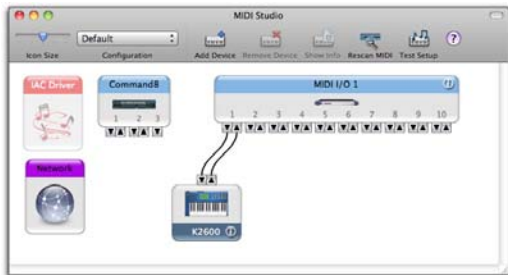 MIDI Studio
Default
Icon Size
Configuration
Add Device
Remove Device
Show Info
Rescan MIDI
Test Setup
?
IAC Driver
Command8
1 2 3
MIDI I/O 1
1 2 3 4 5 6 7 8 9 10
Network
K2600